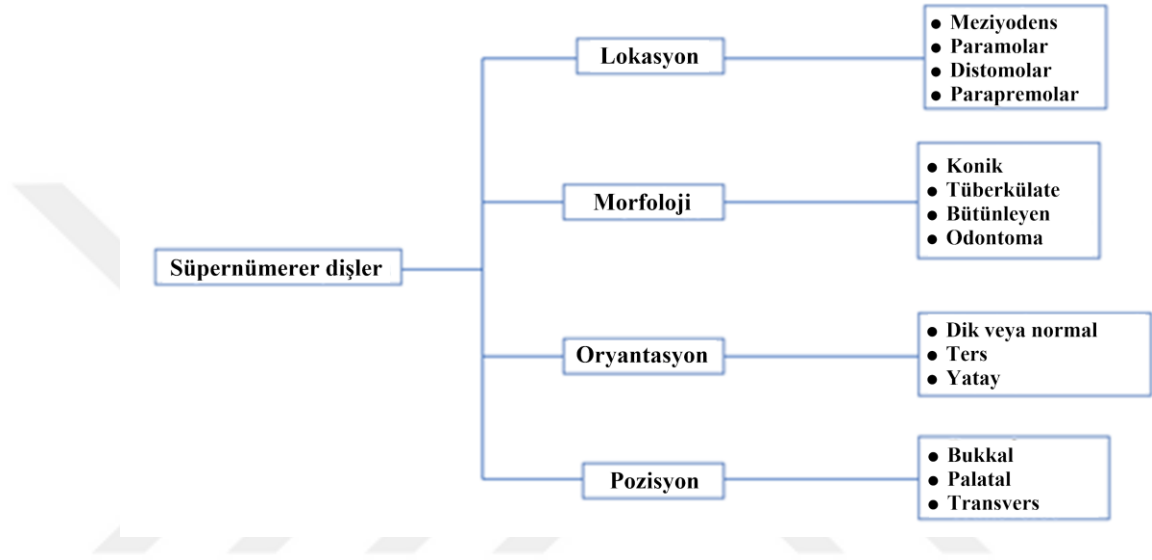 Süpernümerer dişler
Lokasyon
● Meziyodens
● Paramolar
● Distomolar
● Parapremolar
Morfoloji
● Konik
● Tüberkülate
● Bütünleyen
● Odontoma
Oryantasyon
● Dik veya normal
● Ters
● Yatay
Pozisyon
● Bukkal
● Palatal
● Transvers